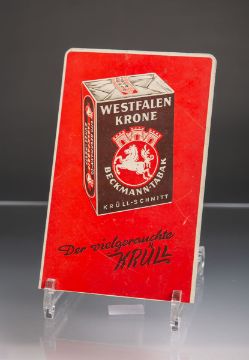 WESTFALEN
KRONE
BECKMANN-TABAK
KRÜLL-SCHNITT
Der vielgerauchte
KRÜLL